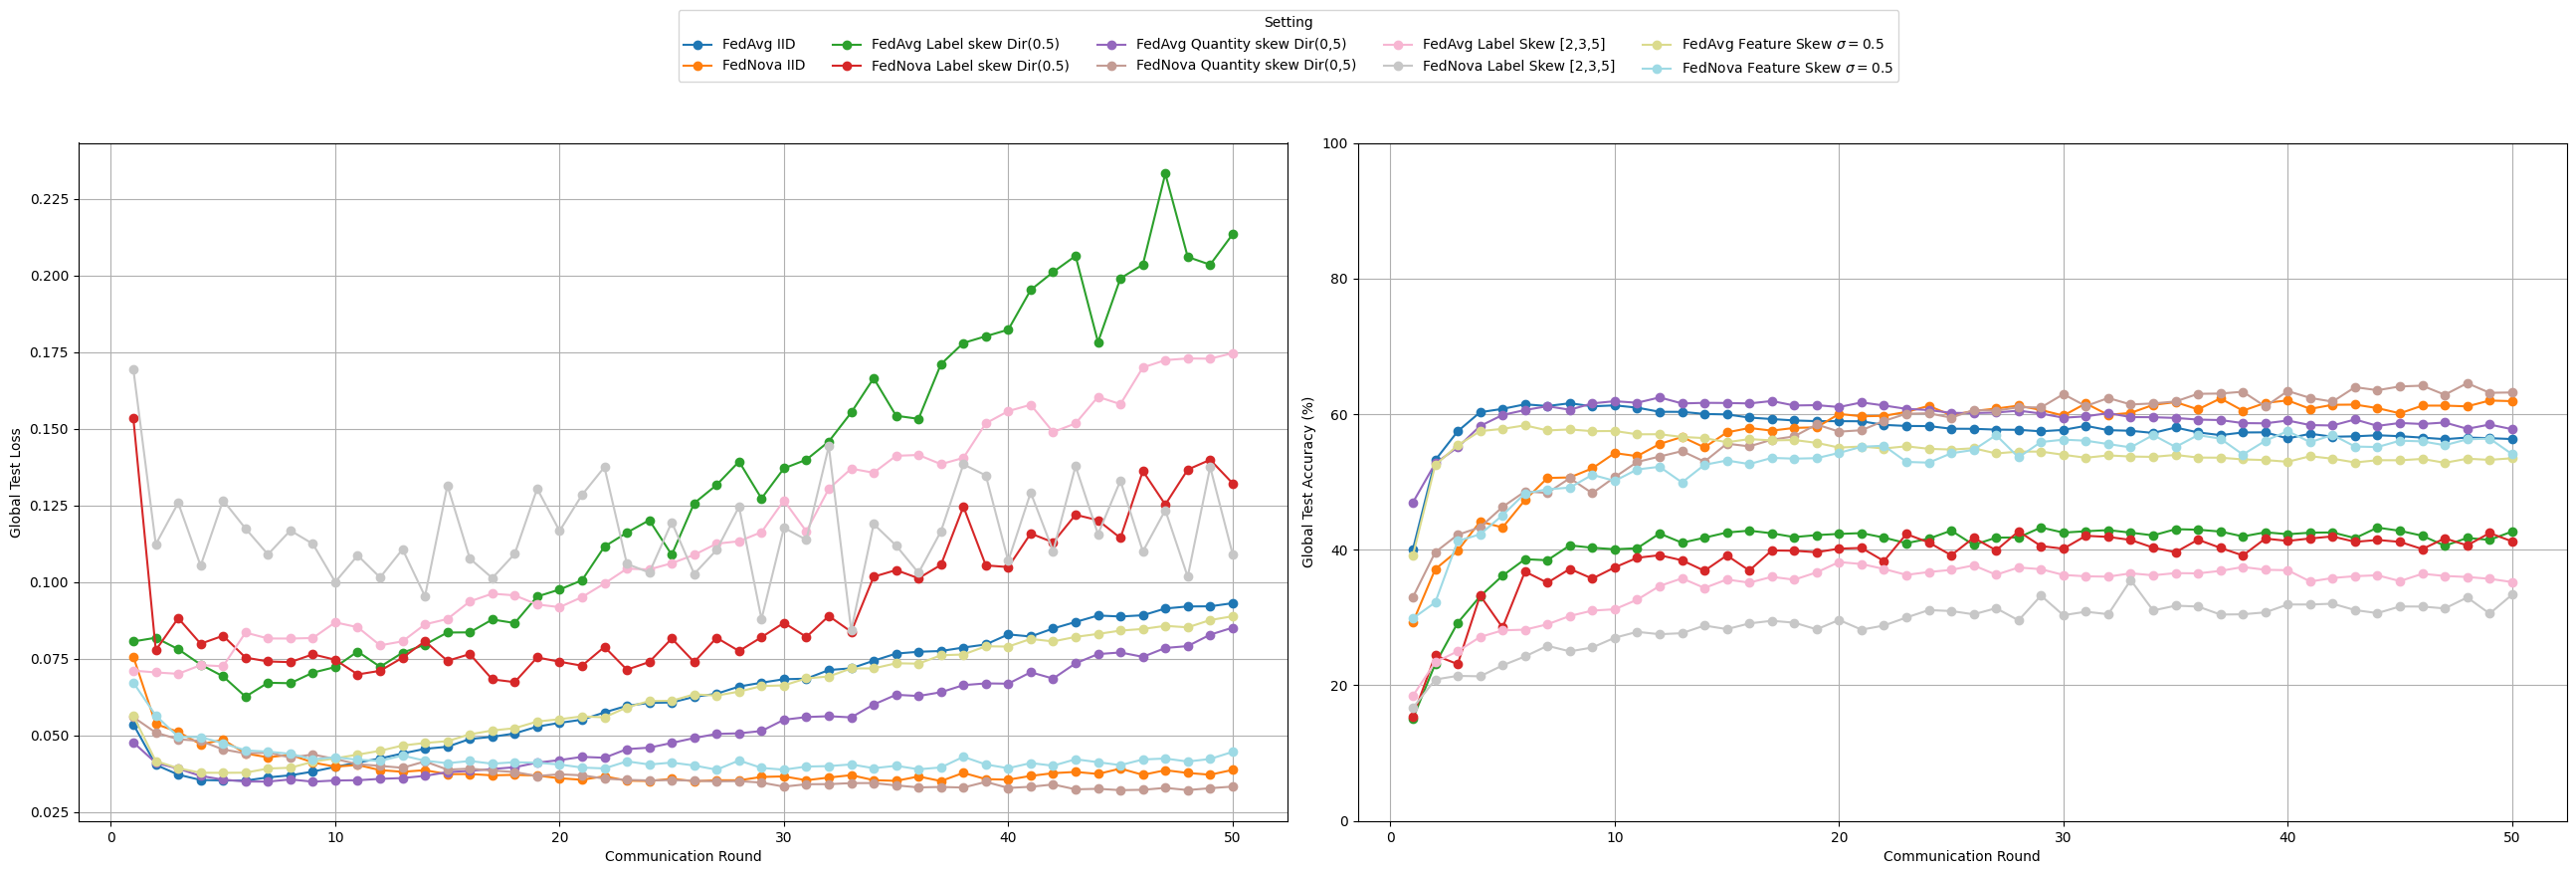 Setting
FedAvg IID
FedNova IID
FedAvg Label skew Dir(0.5)
FedNova Label skew Dir(0.5)
FedAvg Quantity skew Dir(0,5)
FedNova Quantity skew Dir(0,5)
FedAvg Label Skew [2,3,5]
FedNova Label Skew [2,3,5]
FedAvg Feature Skew σ = 0.5
FedNova Feature Skew σ = 0.5
Global Test Loss
0.225
0.200
0.175
0.150
0.125
0.100
0.075
0.050
0.025
0 10 20 30 40 50
Communication Round
Global Test Accuracy (%)
100
80
60
40
20
0
0 10 20 30 40 50
Communication Round